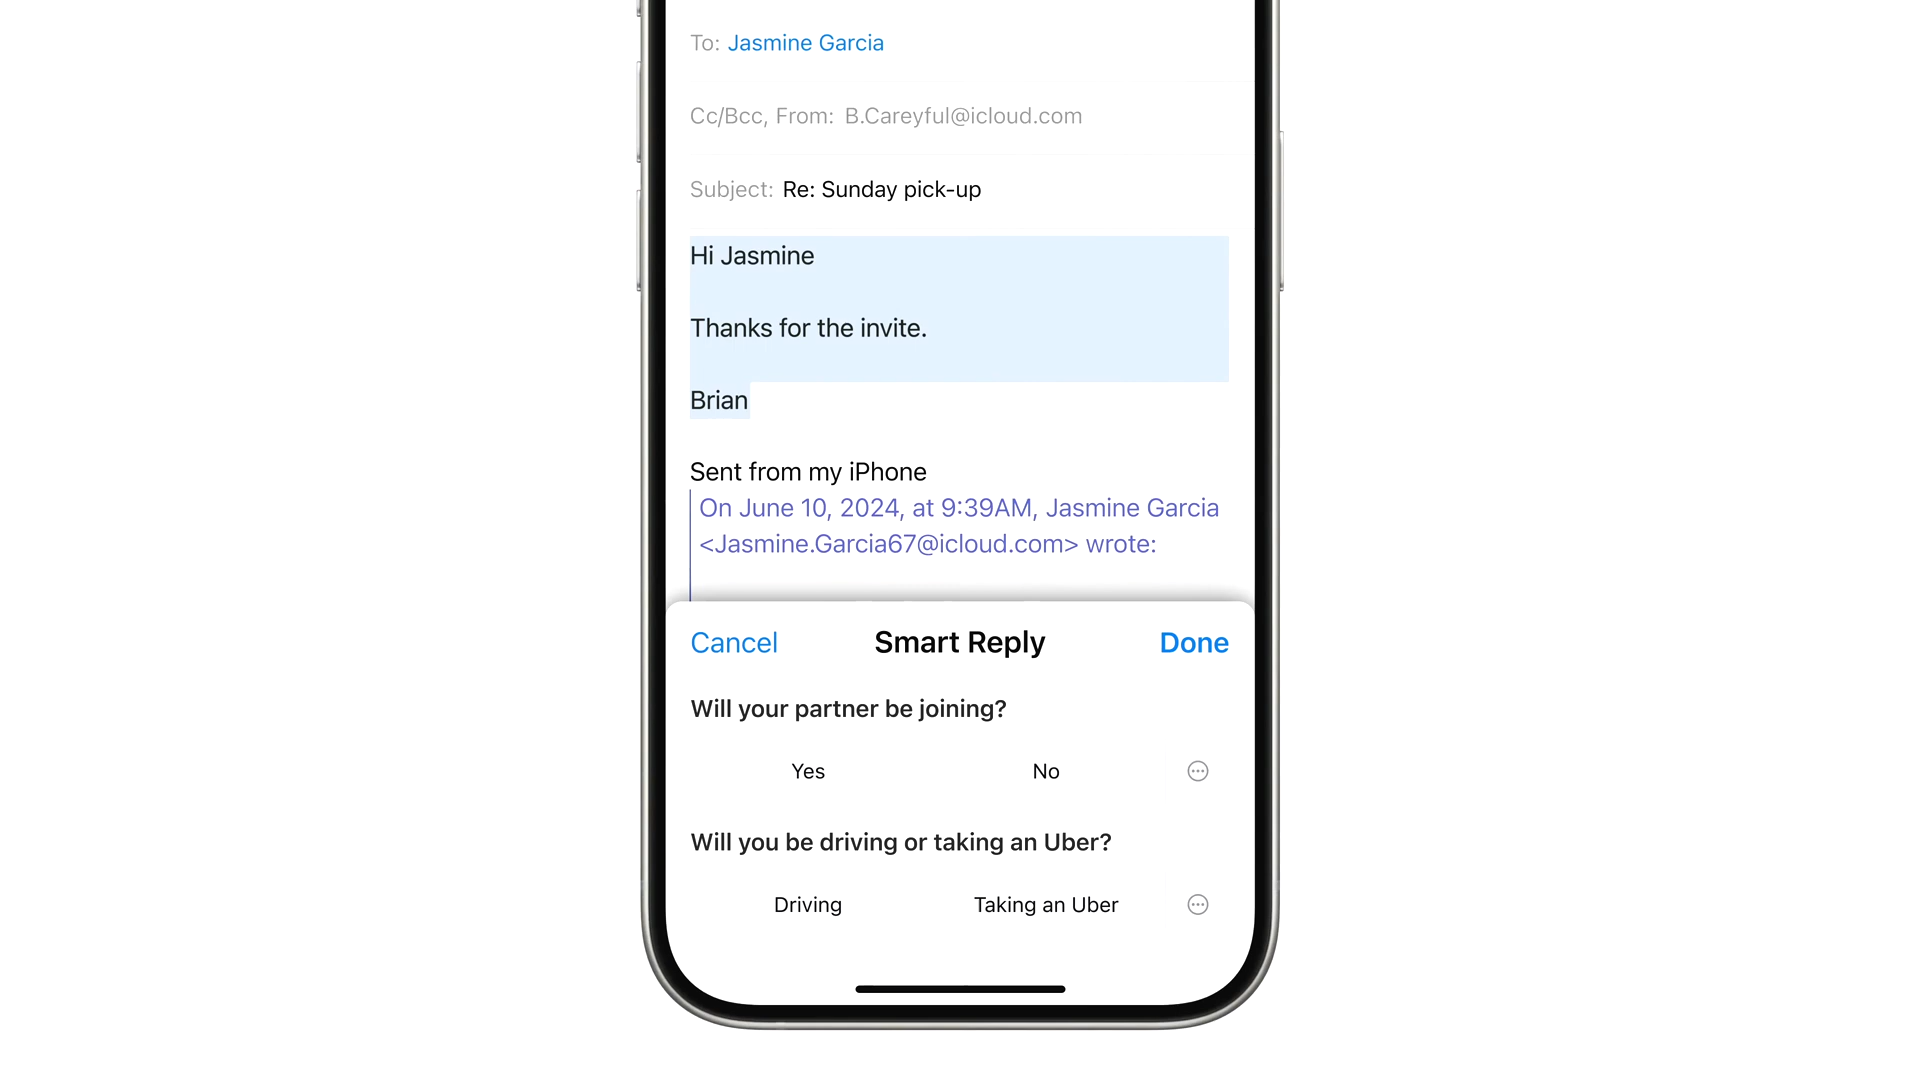 To: Jasmine Garcia
Cc/Bcc, From: B.Careyful@icloud.com
Subject: Re: Sunday pick-up
Hi Jasmine
Thanks for the invite.
Brian
Sent from my iPhone
On June 10, 2024, at 9:39AM, Jasmine Garcia
<Jasmine.Garcia67@icloud.com> wrote:
Cancel Smart Reply Done
Will your partner be joining?
Yes No
Will you be driving or taking an Uber?
Driving Taking an Uber